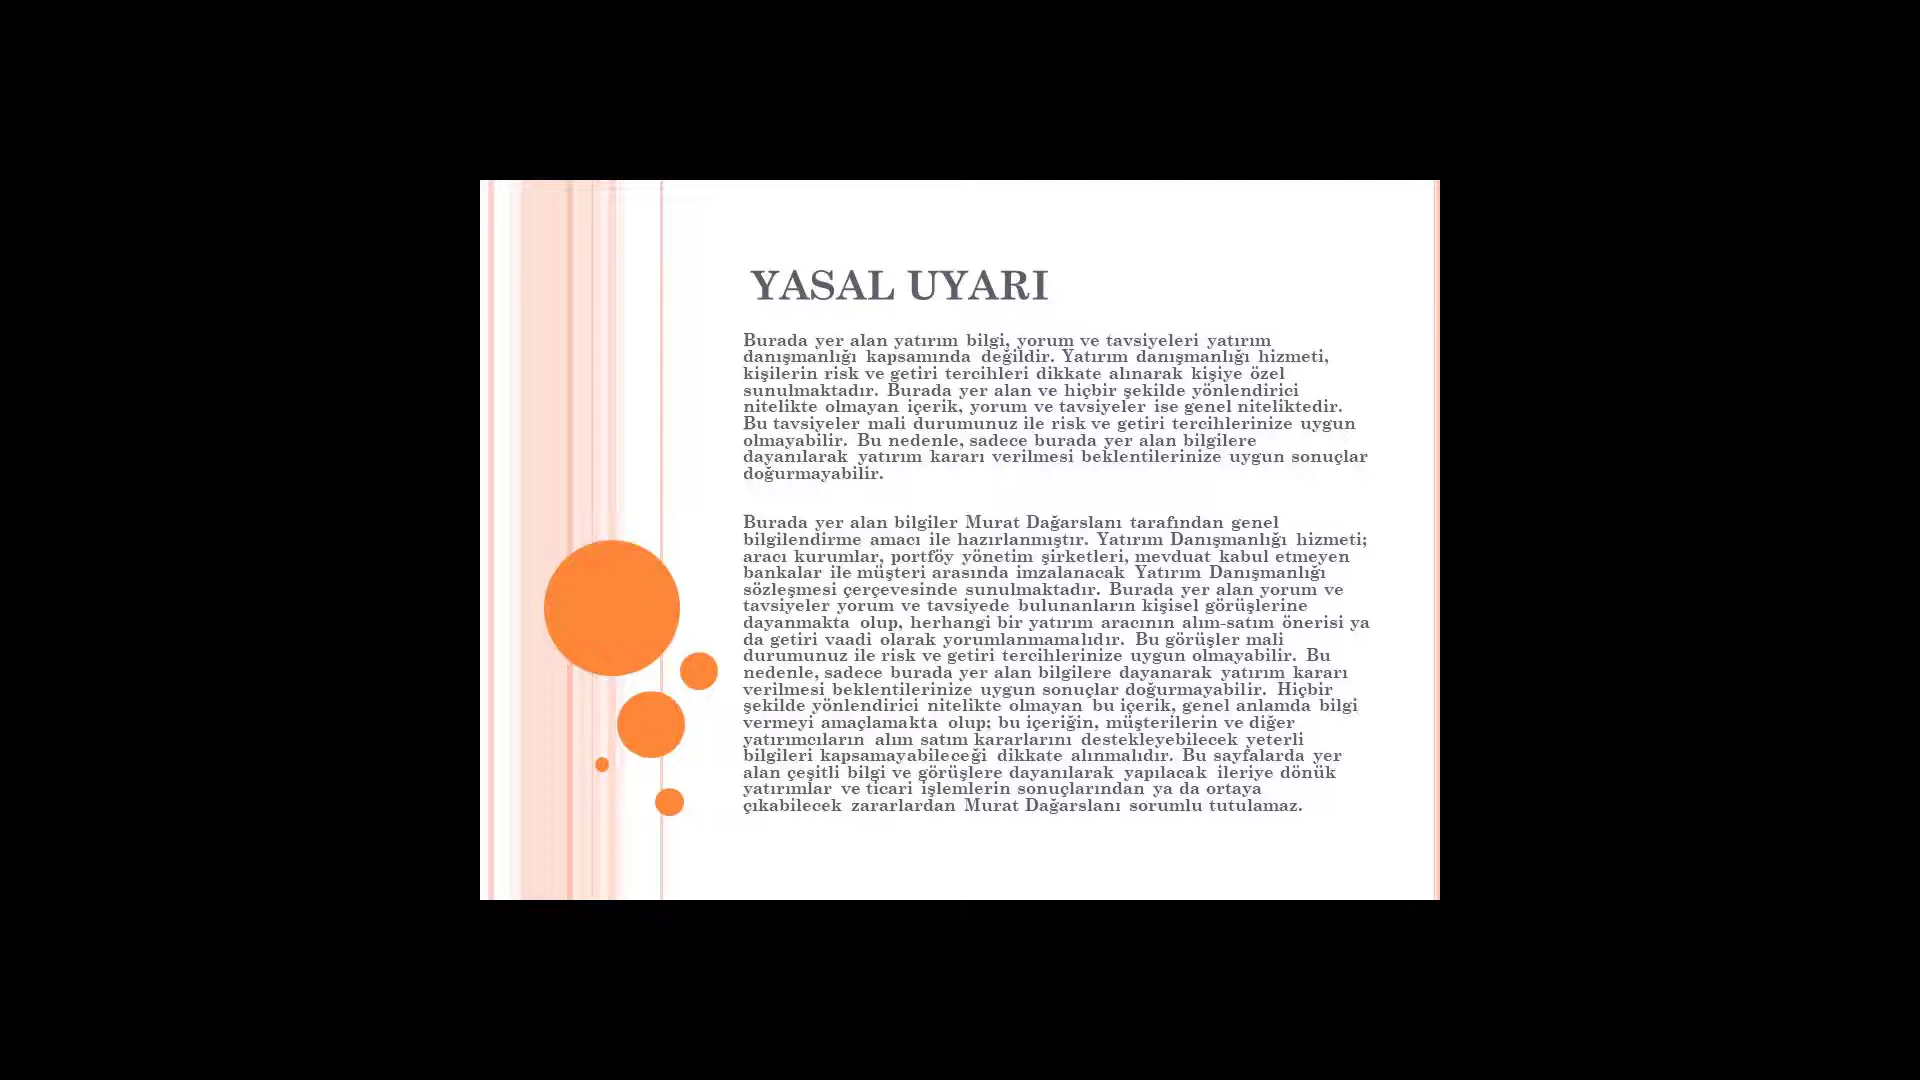 YASAL UYARI
Burada yer alan yatırım bilgi, yorum ve tavsiyeleri yatırım
danışmanlığı kapsamında değildir. Yatırım danışmanlığı hizmeti,
kişilerin risk ve getiri tercihleri dikkate alınarak kişiye özel
sunulmaktadır. Burada yer alan ve hiçbir şekilde yönlendirici
nitelikte olmayan içerik, yorum ve tavsiyeler ise genel niteliktedir.
Bu tavsiyeler mali durumunuz ile risk ve getiri tercihlerinize uygun
olmayabilir. Bu nedenle, sadece burada yer alan bilgilere
dayanılarak yatırım kararı verilmesi beklentilerinize uygun sonuçlar
doğurmayabilir.
Burada yer alan bilgiler Murat Dağarslanı tarafından genel
bilgilendirme amacı ile hazırlanmıştır. Yatırım Danışmanlığı hizmeti;
aracı kurumlar, portföy yönetim şirketleri, mevduat kabul etmeyen
bankalar ile müşteri arasında imzalanacak Yatırım Danışmanlığı
sözleşmesi çerçevesinde sunulmaktadır. Burada yer alan yorum ve
tavsiyeler yorum ve tavsiyede bulunanların kişisel görüşlerine
dayanmakta olup, herhangi bir yatırım aracının alım-satım önerisi ya
da getiri vaadi olarak yorumlanmamalıdır. Bu görüşler mali
durumunuz ile risk ve getiri tercihlerinize uygun olmayabilir. Bu
nedenle, sadece burada yer alan bilgilere dayanarak yatırım kararı
verilmesi beklentilerinize uygun sonuçlar doğurmayabilir. Hiçbir
şekilde yönlendirici nitelikte olmayan bu içerik, genel anlamda bilgi
vermeyi amaçlamakta olup; bu içeriğin, müşterilerin ve diğer
yatırımcıların alım satım kararlarını destekleyebilecek yeterli
bilgileri kapsamayabileceği dikkate alınmalıdır. Bu sayfalarda yer
alan çeşitli bilgi ve görüşlere dayanılarak yapılacak ileriye dönük
yatırımlar ve ticari işlemlerin sonuçlarından ya da ortaya
çıkabilecek zararlardan Murat Dağarslanı sorumlu tutulamaz.